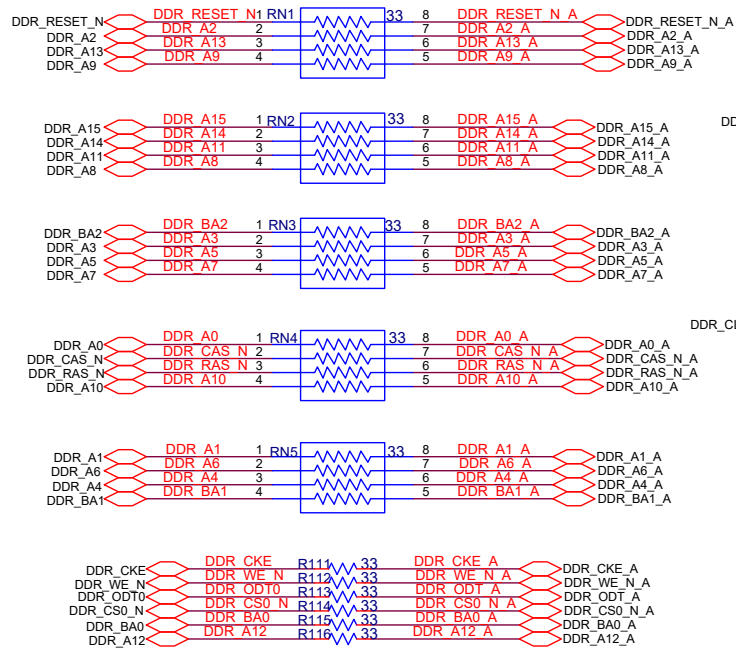 DDR_RESET_N DDR_RESET_N 1 RN1 33 8 DDR_RESET_N_A DDR_RESET_N_A
DDR_A2 DDR_A2 2 7 DDR_A2_A DDR_A2_A
DDR_A13 DDR_A13 3 6 DDR_A13_A DDR_A13_A
DDR_A9 DDR_A9 4 5 DDR_A9_A DDR_A9_A
DDR_A15 DDR_A15 1 RN2 33 8 DDR_A15_A DDR_A15_A
DDR_A14 DDR_A14 2 7 DDR_A14_A DDR_A14_A
DDR_A11 DDR_A11 3 6 DDR_A11_A DDR_A11_A
DDR_A8 DDR_A8 4 5 DDR_A8_A DDR_A8_A
DDR_BA2 DDR_BA2 1 RN3 33 8 DDR_BA2_A DDR_BA2_A
DDR_A3 DDR_A3 2 7 DDR_A3_A DDR_A3_A
DDR_A5 DDR_A5 3 6 DDR_A5_A DDR_A5_A
DDR_A7 DDR_A7 4 5 DDR_A7_A DDR_A7_A
DDR_A0 DDR_A0 1 RN4 33 8 DDR_A0_A DDR_A0_A
DDR_CAS_N DDR_CAS_N 2 7 DDR_CAS_N_A DDR_CAS_N_A
DDR_RAS_N DDR_RAS_N 3 6 DDR_RAS_N_A DDR_RAS_N_A
DDR_A10 DDR_A10 4 5 DDR_A10_A DDR_A10_A
DDR_A1 DDR_A1 1 RN5 33 8 DDR_A1_A DDR_A1_A
DDR_A6 DDR_A6 2 7 DDR_A6_A DDR_A6_A
DDR_A4 DDR_A4 3 6 DDR_A4_A DDR_A4_A
DDR_BA1 DDR_BA1 4 5 DDR_BA1_A DDR_BA1_A
DDR_CKE DDR_CKE R111 33 DDR_CKE_A DDR_CKE_A
DDR_WE_N DDR_WE_N R112 33 DDR_WE_N_A DDR_WE_N_A
DDR_ODT0 DDR_ODT0 R113 33 DDR_ODT_A DDR_ODT_A
DDR_CS0_N DDR_CS0_N R114 33 DDR_CS0_N_A DDR_CS0_N_A
DDR_BA0 DDR_BA0 R115 33 DDR_BA0_A DDR_BA0_A
DDR_A12 DDR_A12 R116 33 DDR_A12_A DDR_A12_A